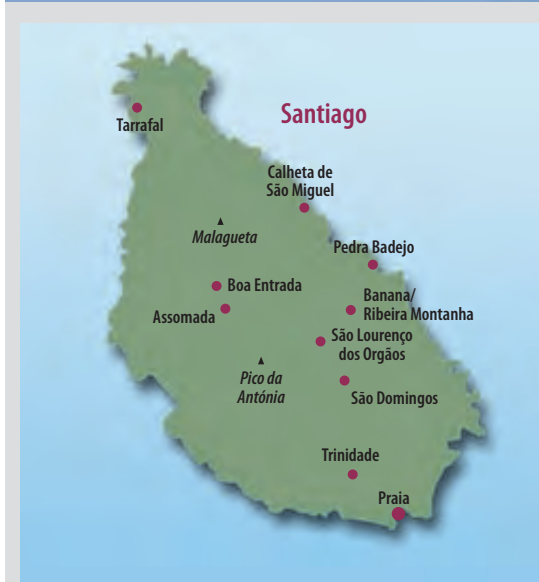 Santiago
Tarrafal
Calheta de
São Miguel
Malagueta
Pedra Badejo
Boa Entrada
Banana/
Ribeira Montanha
Assomada
São Lourenço
dos Orgãos
Pico da
Antónia
São Domingos
Trinidade
Praia